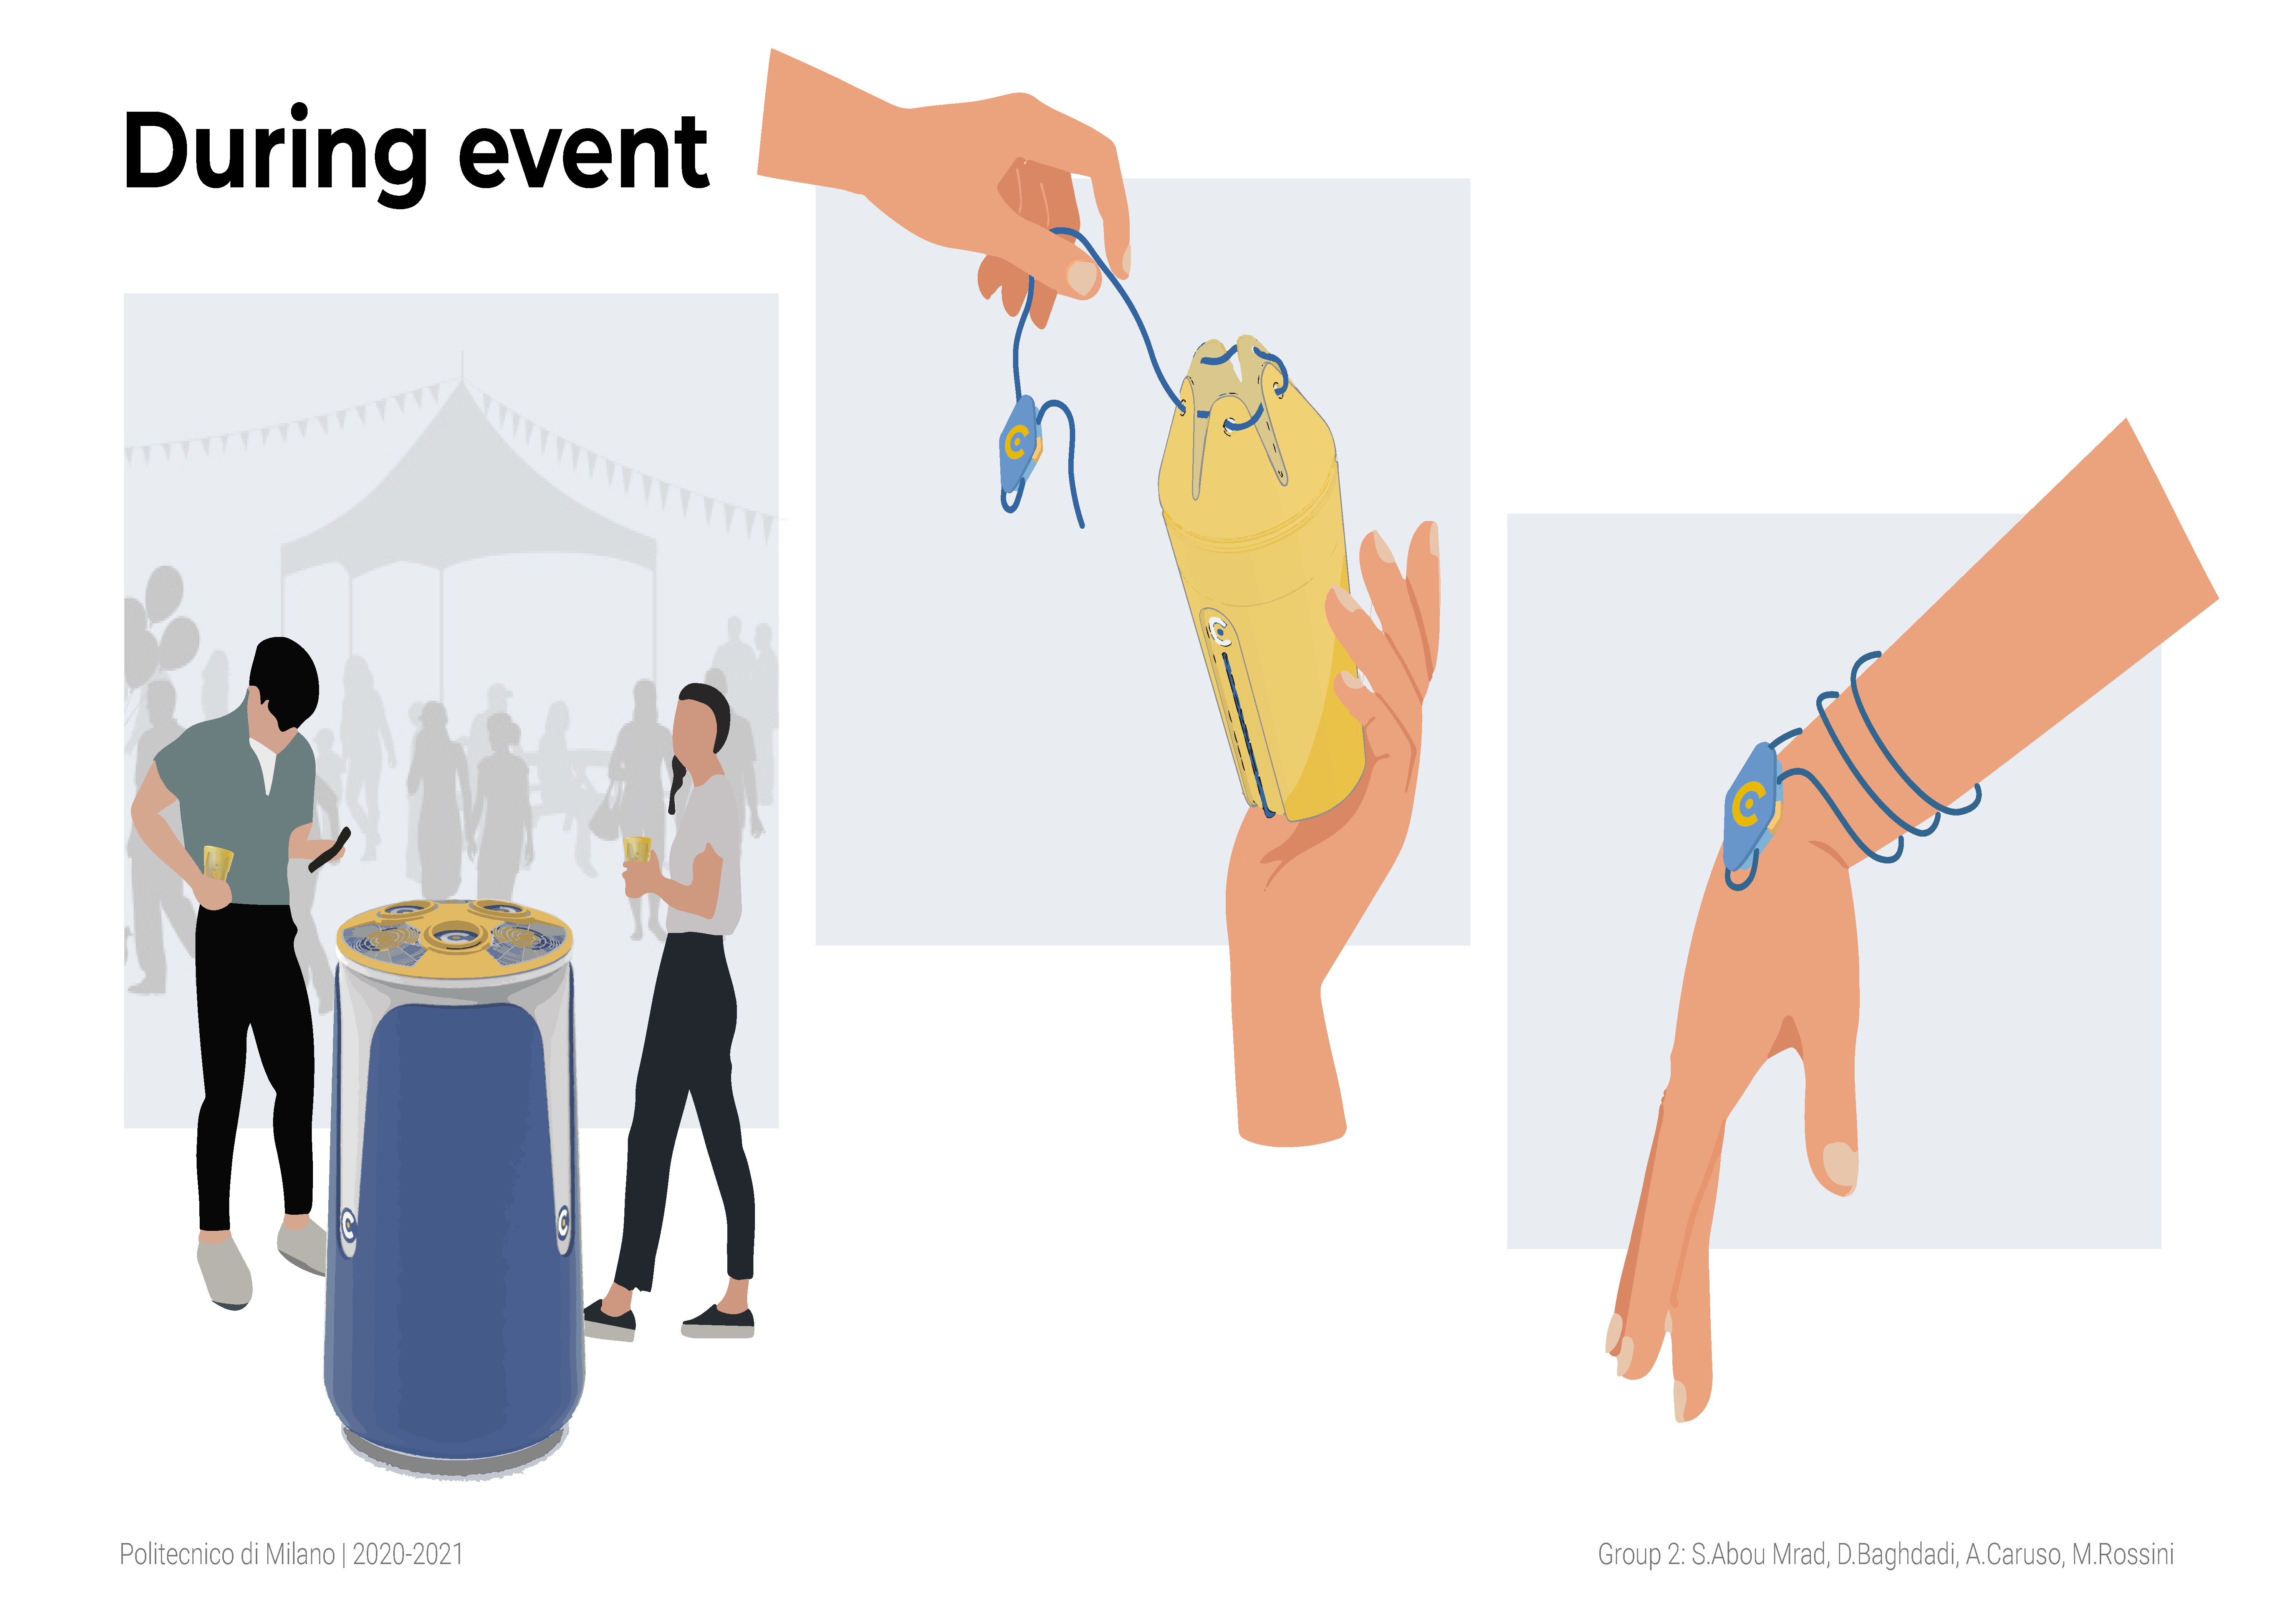 During event
Politecnico di Milano | 2020-2021
Group 2: S.Abou Mrad, D.Baghdadi, A.Caruso, M.Rossini